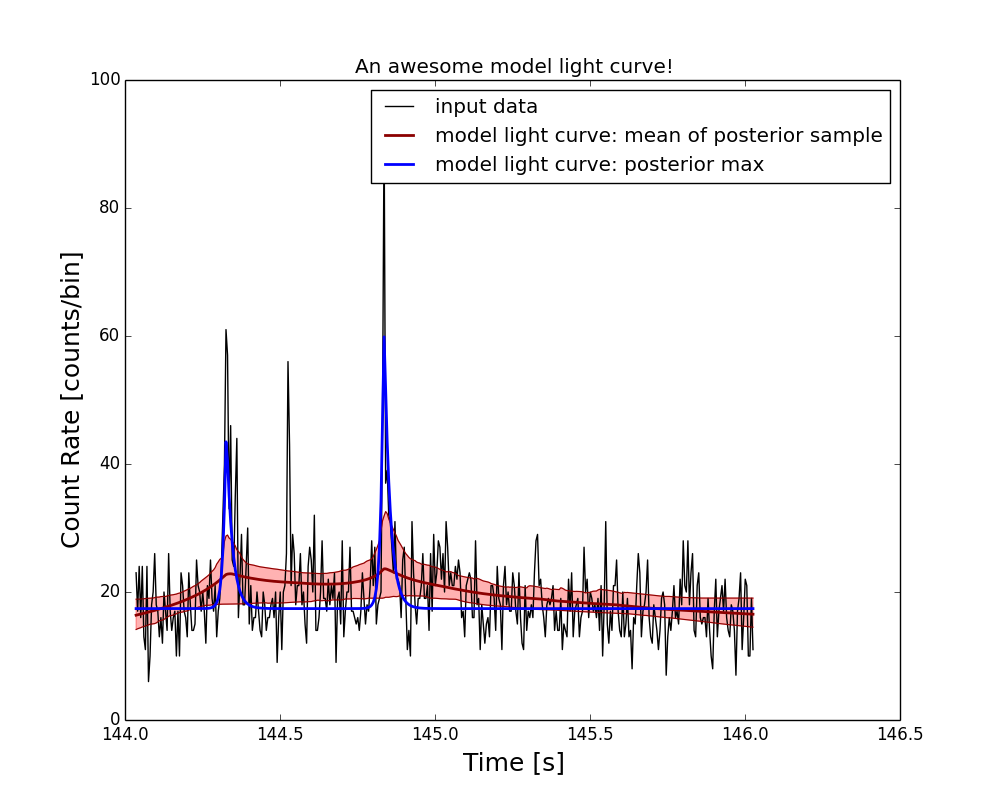 An awesome model light curve!
input data
model light curve: mean of posterior sample
model light curve: posterior max
Count Rate [counts/bin]
100
80
60
40
20
0
144.0 144.5 145.0 145.5 146.0 146.5
Time [s]